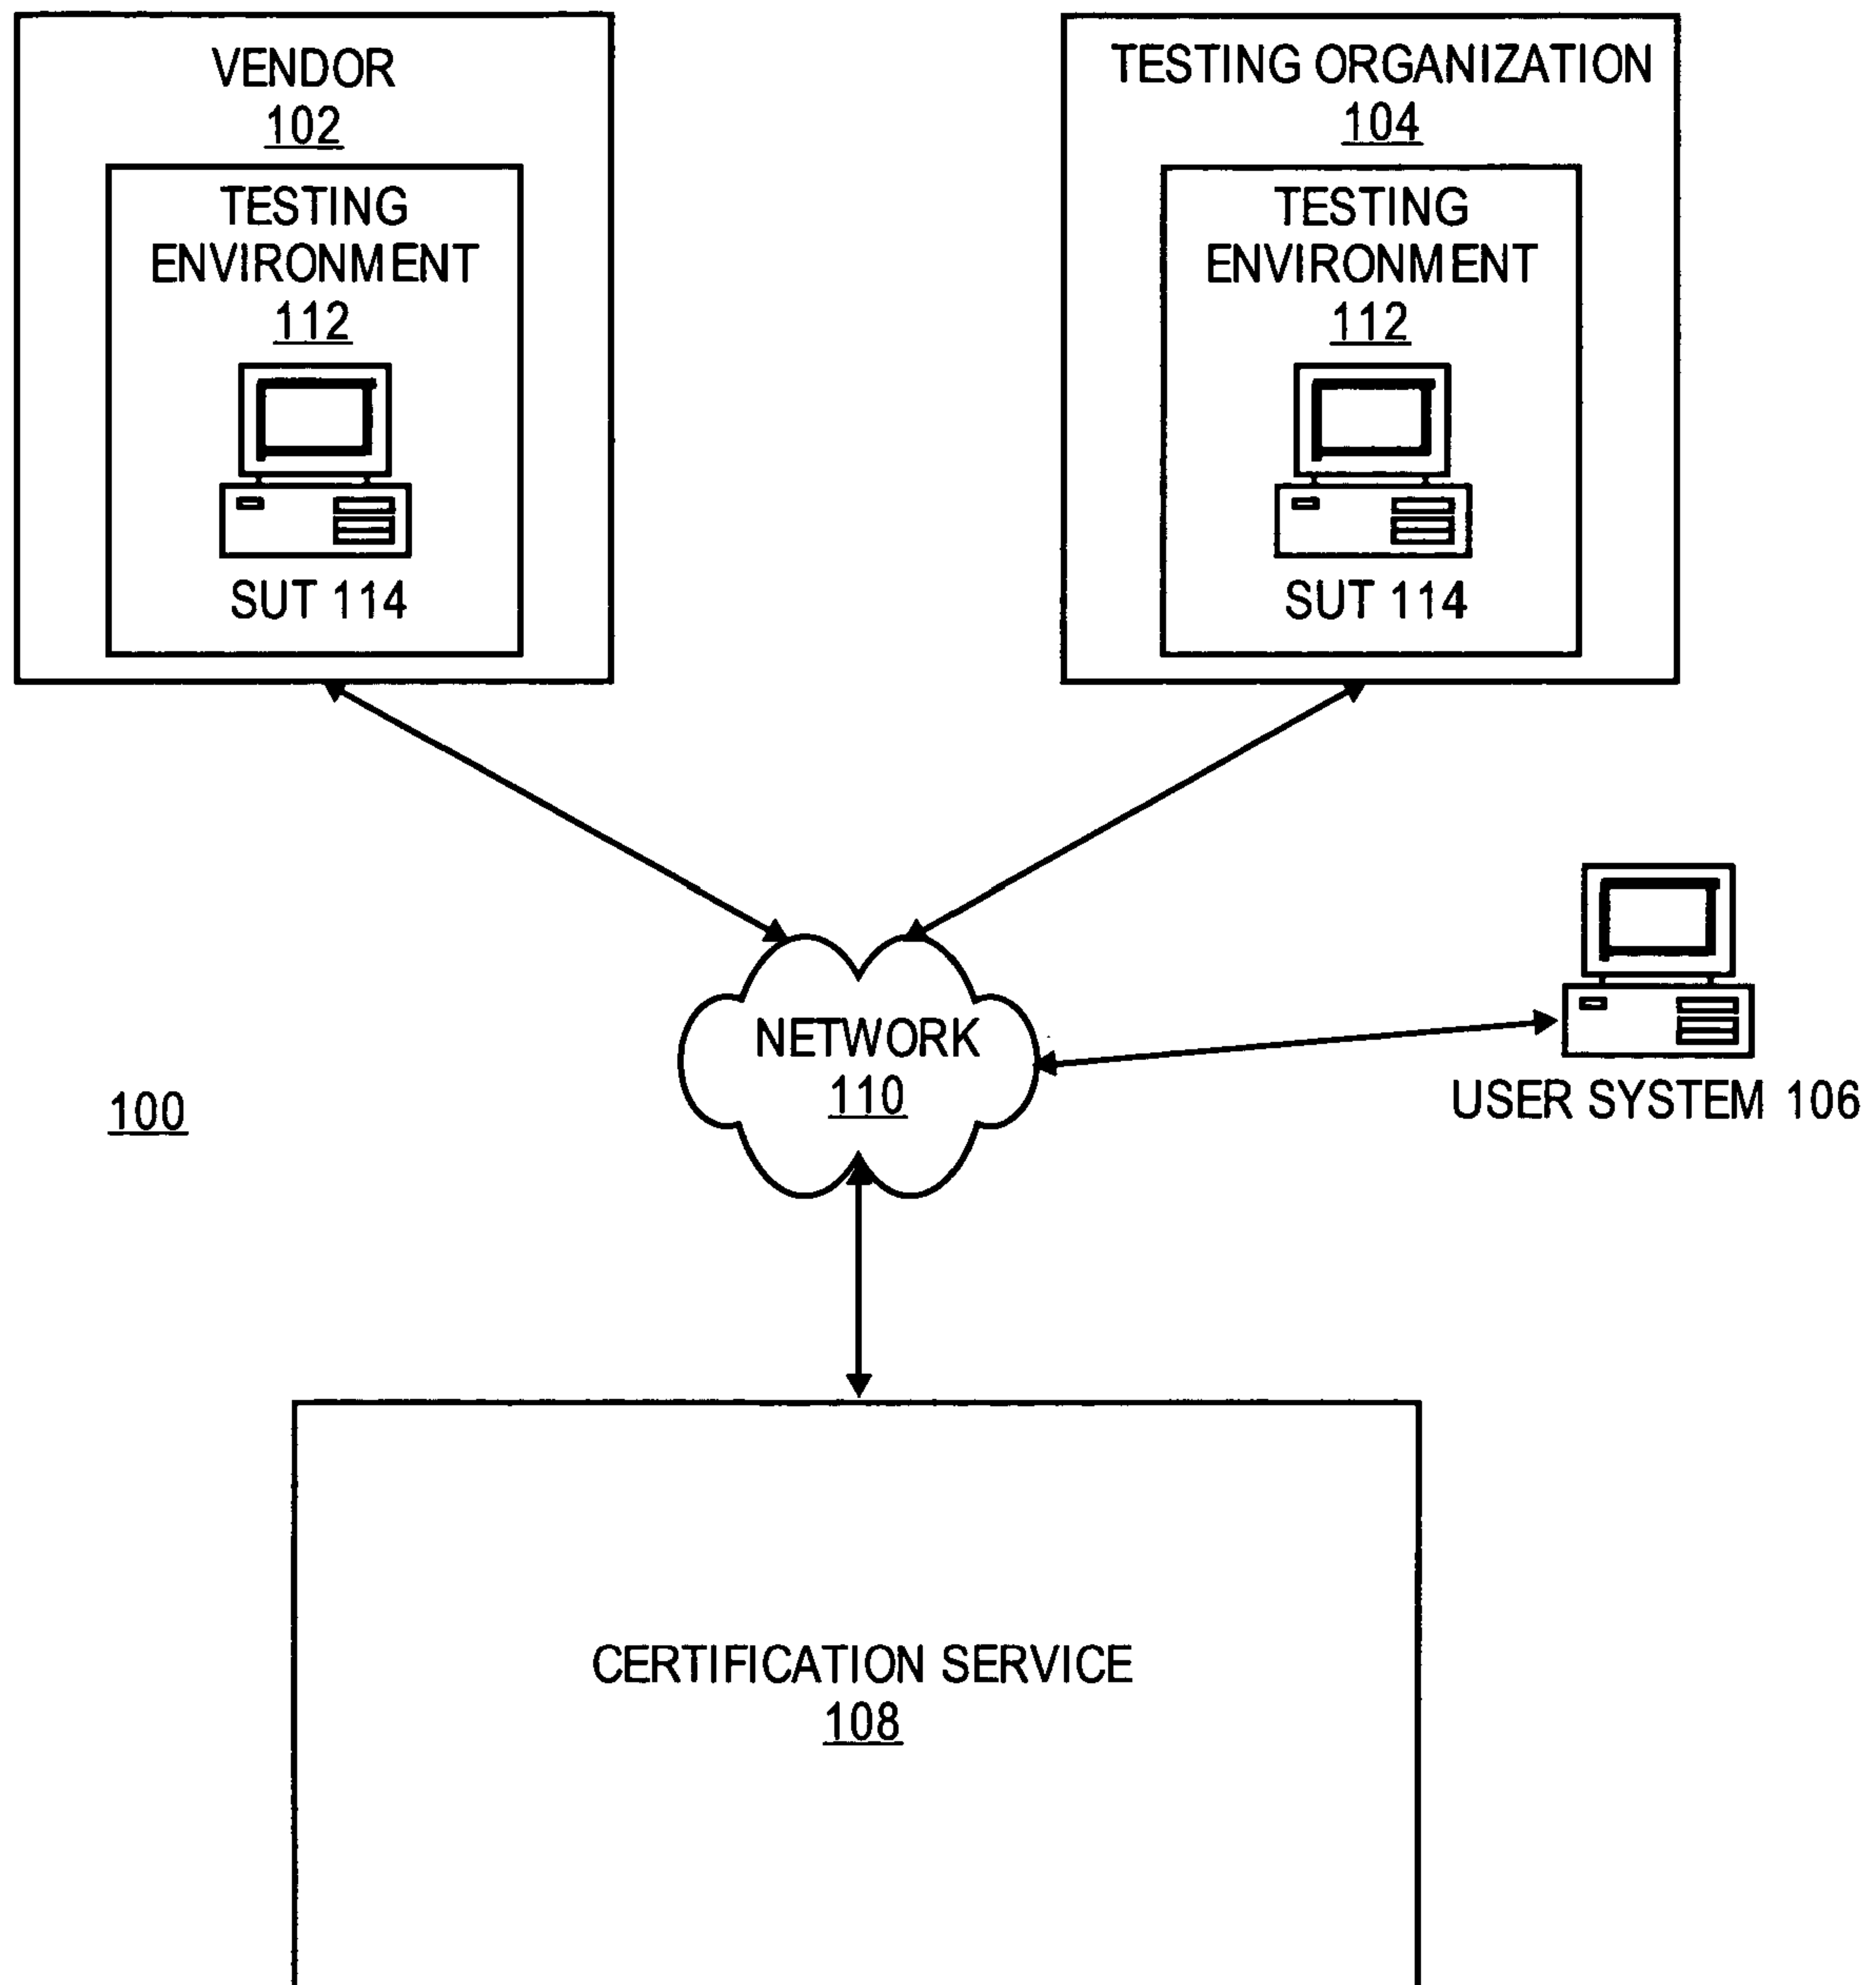 VENDOR
102
TESTING
ENVIRONMENT
112
SUT 114
TESTING ORGANIZATION
104
TESTING
ENVIRONMENT
112
SUT 114
NETWORK
110
USER SYSTEM 106
100
CERTIFICATION SERVICE
108